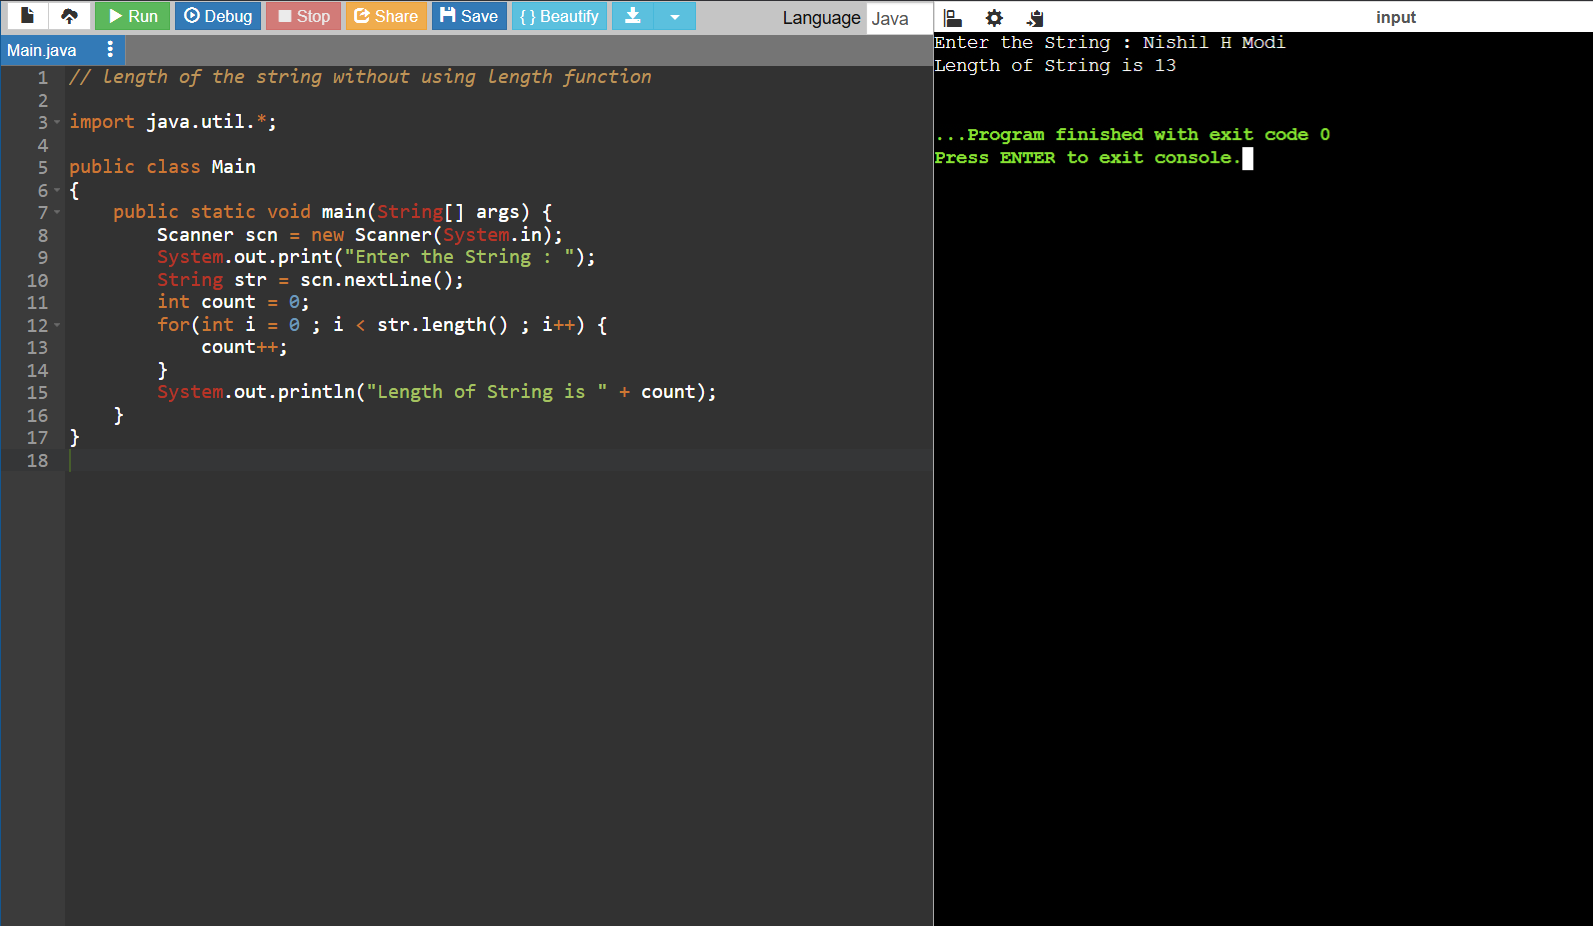 Run Debug Stop Share Save { } Beautify Language Java
Main.java
1 // length of the string without using length function
2
3 import java.util.*;
4
5 public class Main
6 {
7     public static void main(String[] args) {
8         Scanner scn = new Scanner(System.in);
9         System.out.print("Enter the String : ");
10         String str = scn.nextLine();
11         int count = 0;
12         for(int i = 0 ; i < str.length() ; i++) {
13             count++;
14         }
15         System.out.println("Length of String is " + count);
16     }
17 }
18
input
Enter the String : Nishil H Modi
Length of String is 13
...Program finished with exit code 0
Press ENTER to exit console.